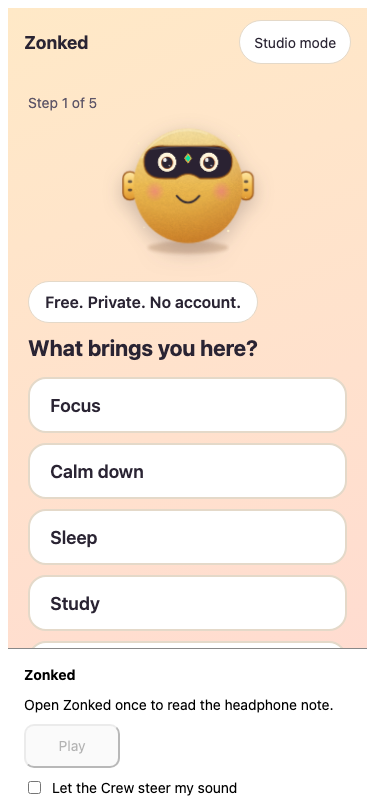 Zonked
Studio mode
Step 1 of 5
Free. Private. No account.
What brings you here?
Focus
Calm down
Sleep
Study
Zonked
Open Zonked once to read the headphone note.
Play
Let the Crew steer my sound